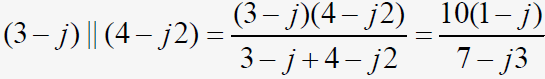 (3 − j) || (4 − j2) = (3 − j)(4 − j2) / 3 − j + 4 − j2 = 10(1 − j) / 7 − j3